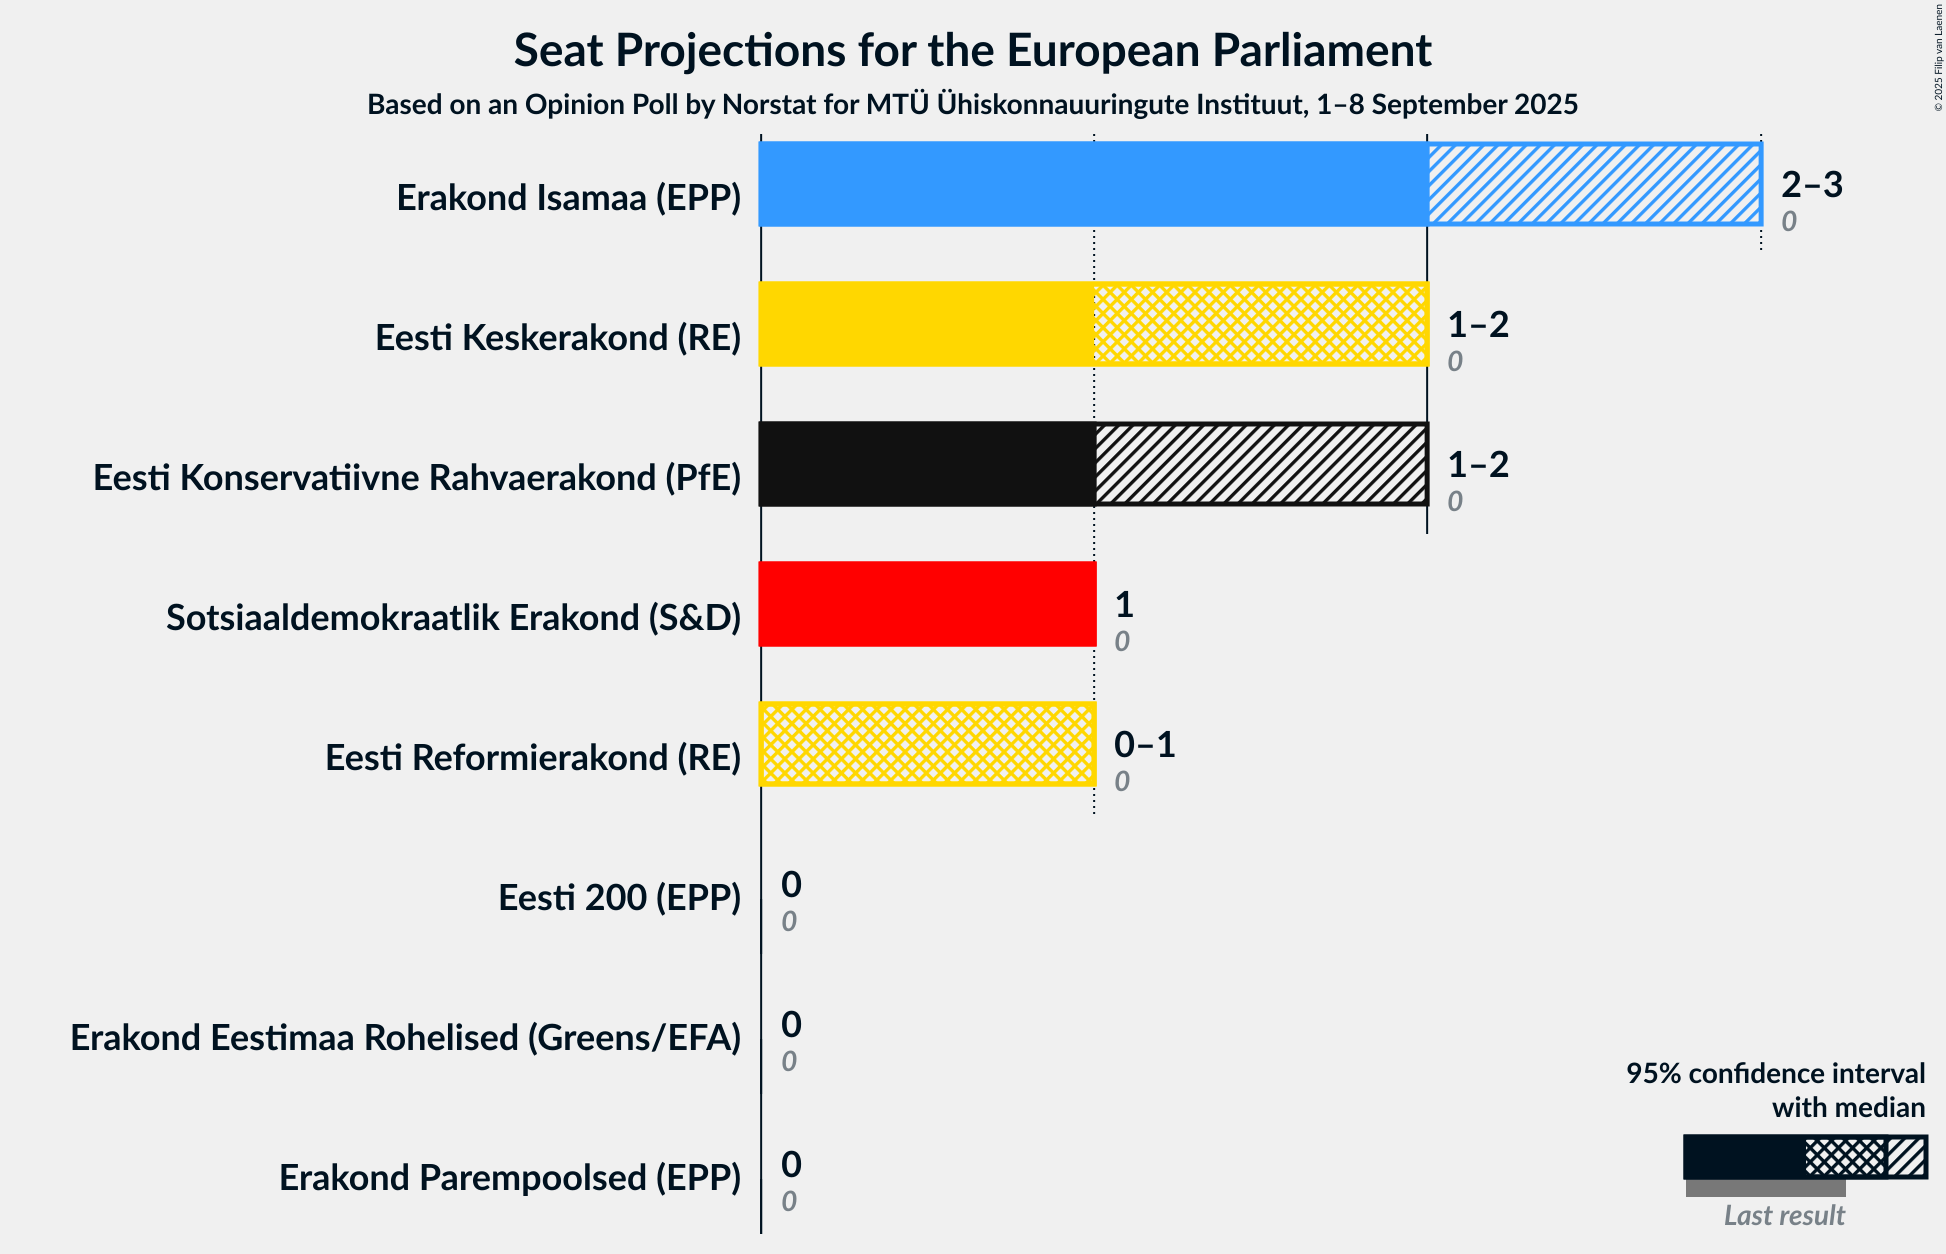 Seat Projections for the European Parliament
Based on an Opinion Poll by Norstat for MTÜ Ühiskonnauuringute Instituut, 1–8 September 2025
© 2025 Filip van Laenen
Erakond Isamaa (EPP)
2–3
0
Eesti Keskerakond (RE)
1–2
0
Eesti Konservatiivne Rahvaerakond (PfE)
1–2
0
Sotsiaaldemokraatlik Erakond (S&D)
1
0
Eesti Reformierakond (RE)
0–1
0
Eesti 200 (EPP)
0
0
Erakond Eestimaa Rohelised (Greens/EFA)
0
0
Erakond Parempoolsed (EPP)
0
0
95% confidence interval
with median
Last result